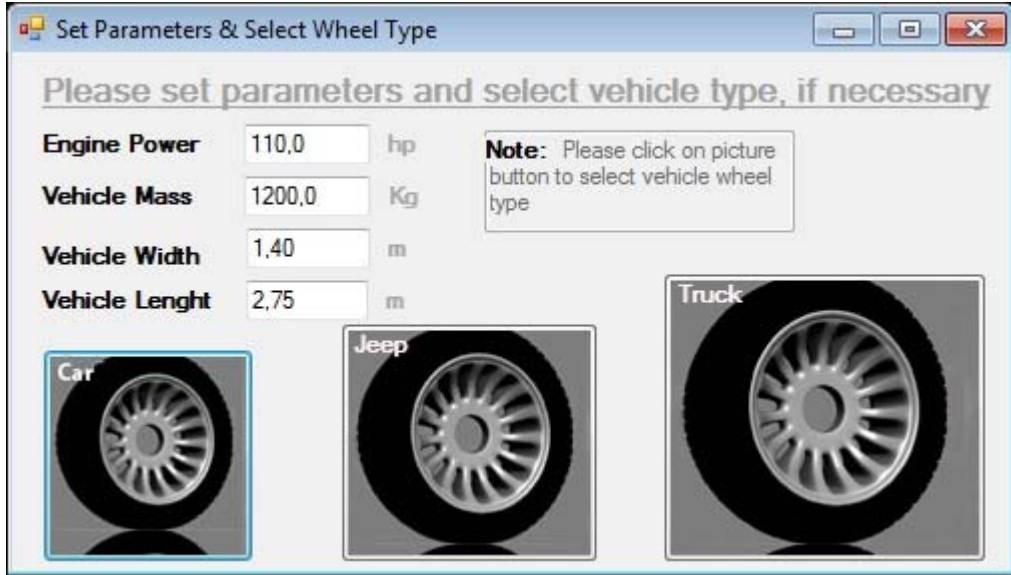 Set Parameters & Select Wheel Type
Please set parameters and select vehicle type, if necessary
Engine Power 110,0 hp
Vehicle Mass 1200,0 Kg
Vehicle Width 1,40 m
Vehicle Lenght 2,75 m
Note: Please click on picture
button to select vehicle wheel
type
Car
Jeep
Truck